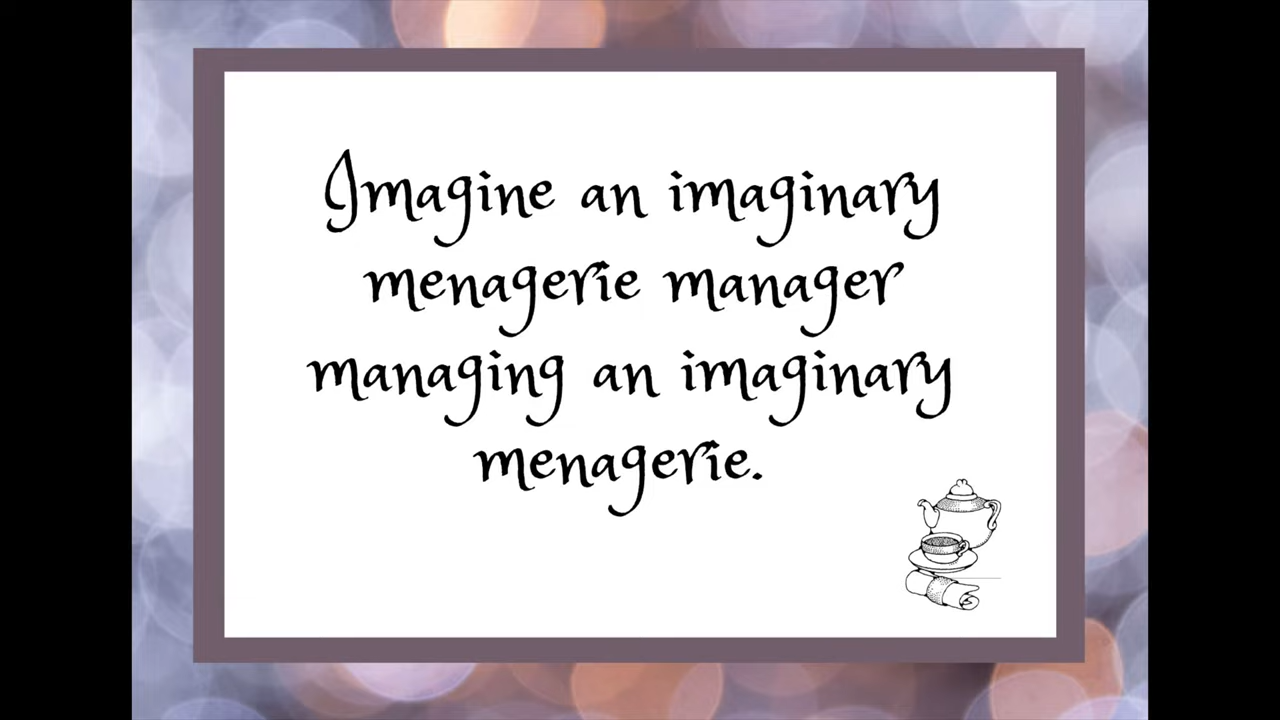 Imagine an imaginary
menagerie manager
managing an imaginary
menagerie.